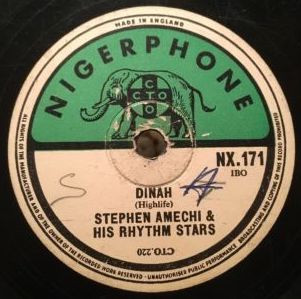 MADE IN ENGLAND
NIGERPHONE
C
CTO
O
NX.171
IBO
DINAH
(Highlife)
STEPHEN AMECHI &
HIS RHYTHM STARS
CTO.220
ALL RIGHTS OF THE MANUFACTURER AND OF THE OWNER OF THE RECORDED WORK RESERVED - UNAUTHORISED PUBLIC PERFORMANCE, BROADCASTING AND COPYING OF THIS RECORD PROHIBITED
S